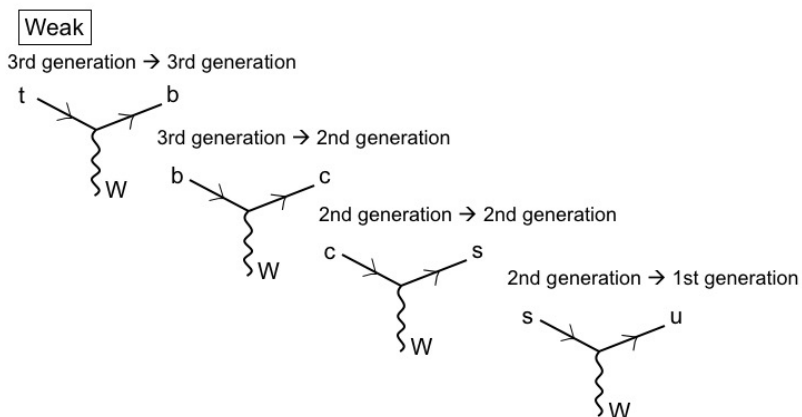 Weak
3rd generation → 3rd generation
t
b
W
3rd generation → 2nd generation
b
c
W
2nd generation → 2nd generation
c
s
W
2nd generation → 1st generation
s
u
W